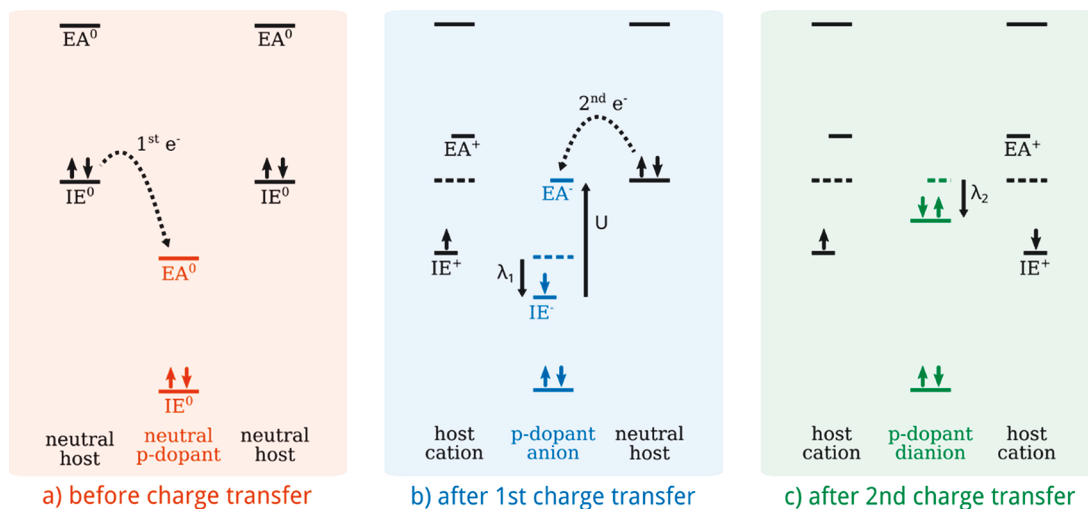 EA⁰
EA⁰
1ˢᵗ e⁻
IE⁰
IE⁰
EA⁰
IE⁰
neutral
host
neutral
p-dopant
neutral
host
a) before charge transfer
2ⁿᵈ e⁻
EA⁺
EA⁻
U
IE⁺
λ₁
IE⁻
host
cation
p-dopant
anion
neutral
host
b) after 1st charge transfer
EA⁺
λ₂
IE⁺
host
cation
p-dopant
dianion
host
cation
c) after 2nd charge transfer